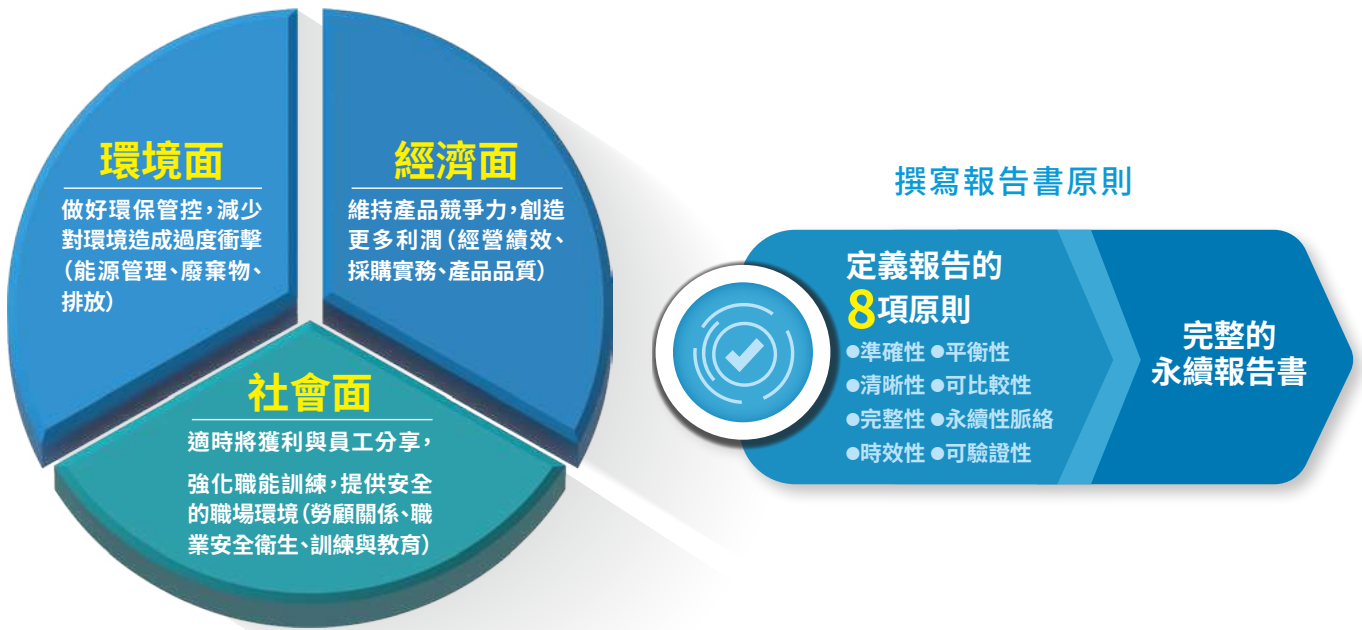 環境面
做好環保管控，減少
對環境造成過度衝擊
（能源管理、廢棄物、
排放）
經濟面
維持產品競爭力，創造
更多利潤（經營績效、
採購實務、產品品質）
社會面
適時將獲利與員工分享，
強化職能訓練，提供安全
的職場環境（勞顧關係、職
業安全衛生、訓練與教育）
撰寫報告書原則
定義報告的
8項原則
●準確性 ●平衡性
●清晰性 ●可比較性
●完整性 ●永續性脈絡
●時效性 ●可驗證性
完整的
永續報告書